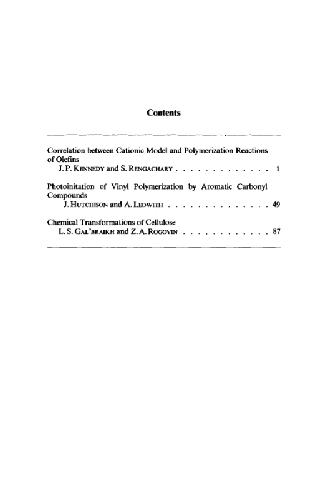 Contents
Correlation between Cationic Model and Polymerization Reactions
of Olefins
J. P. KENNEDY and S. RENGACHARY . . . . . . . . . . . . . 1
Photoinitation of Vinyl Polymerization by Aromatic Carbonyl
Compounds
J. HUTCHISON and A. LEDWITH . . . . . . . . . . . . . . 49
Chemical Transformations of Cellulose
L. S. GAL'BRAIKH and Z. A. ROGOVIN . . . . . . . . . . . . 87